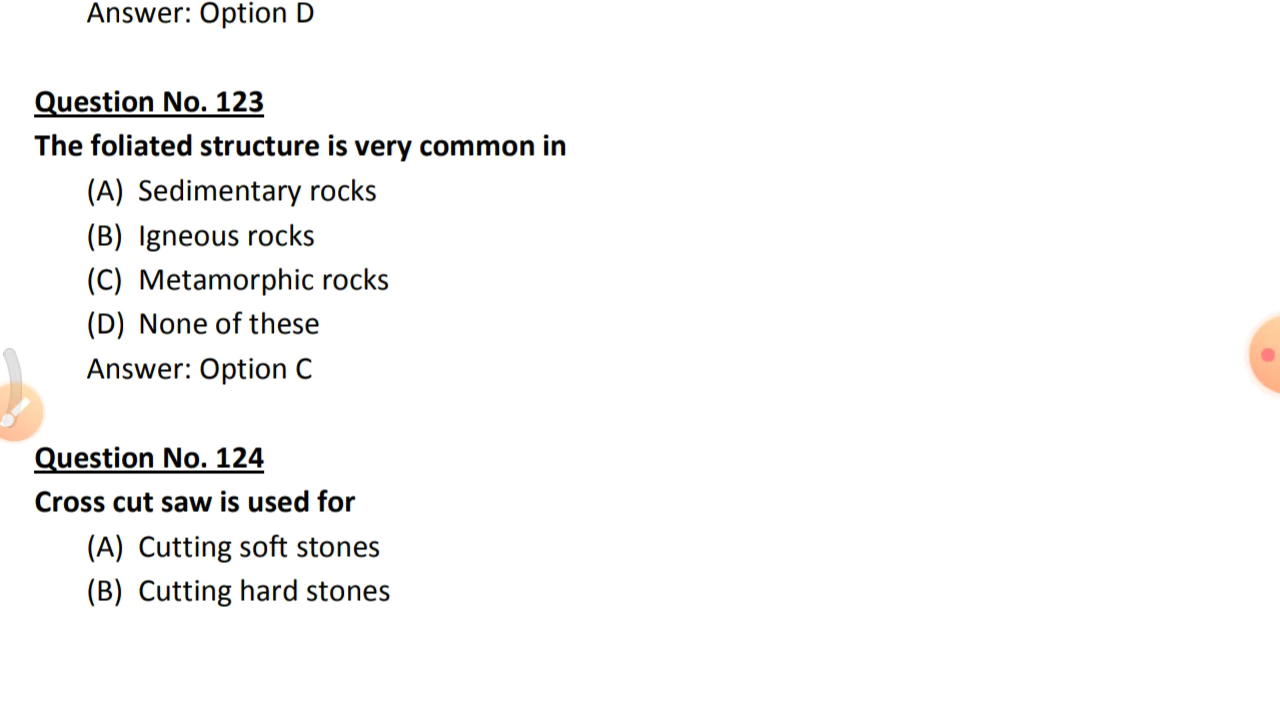 Answer: Option D
Question No. 123
The foliated structure is very common in
(A) Sedimentary rocks
(B) Igneous rocks
(C) Metamorphic rocks
(D) None of these
Answer: Option C
Question No. 124
Cross cut saw is used for
(A) Cutting soft stones
(B) Cutting hard stones